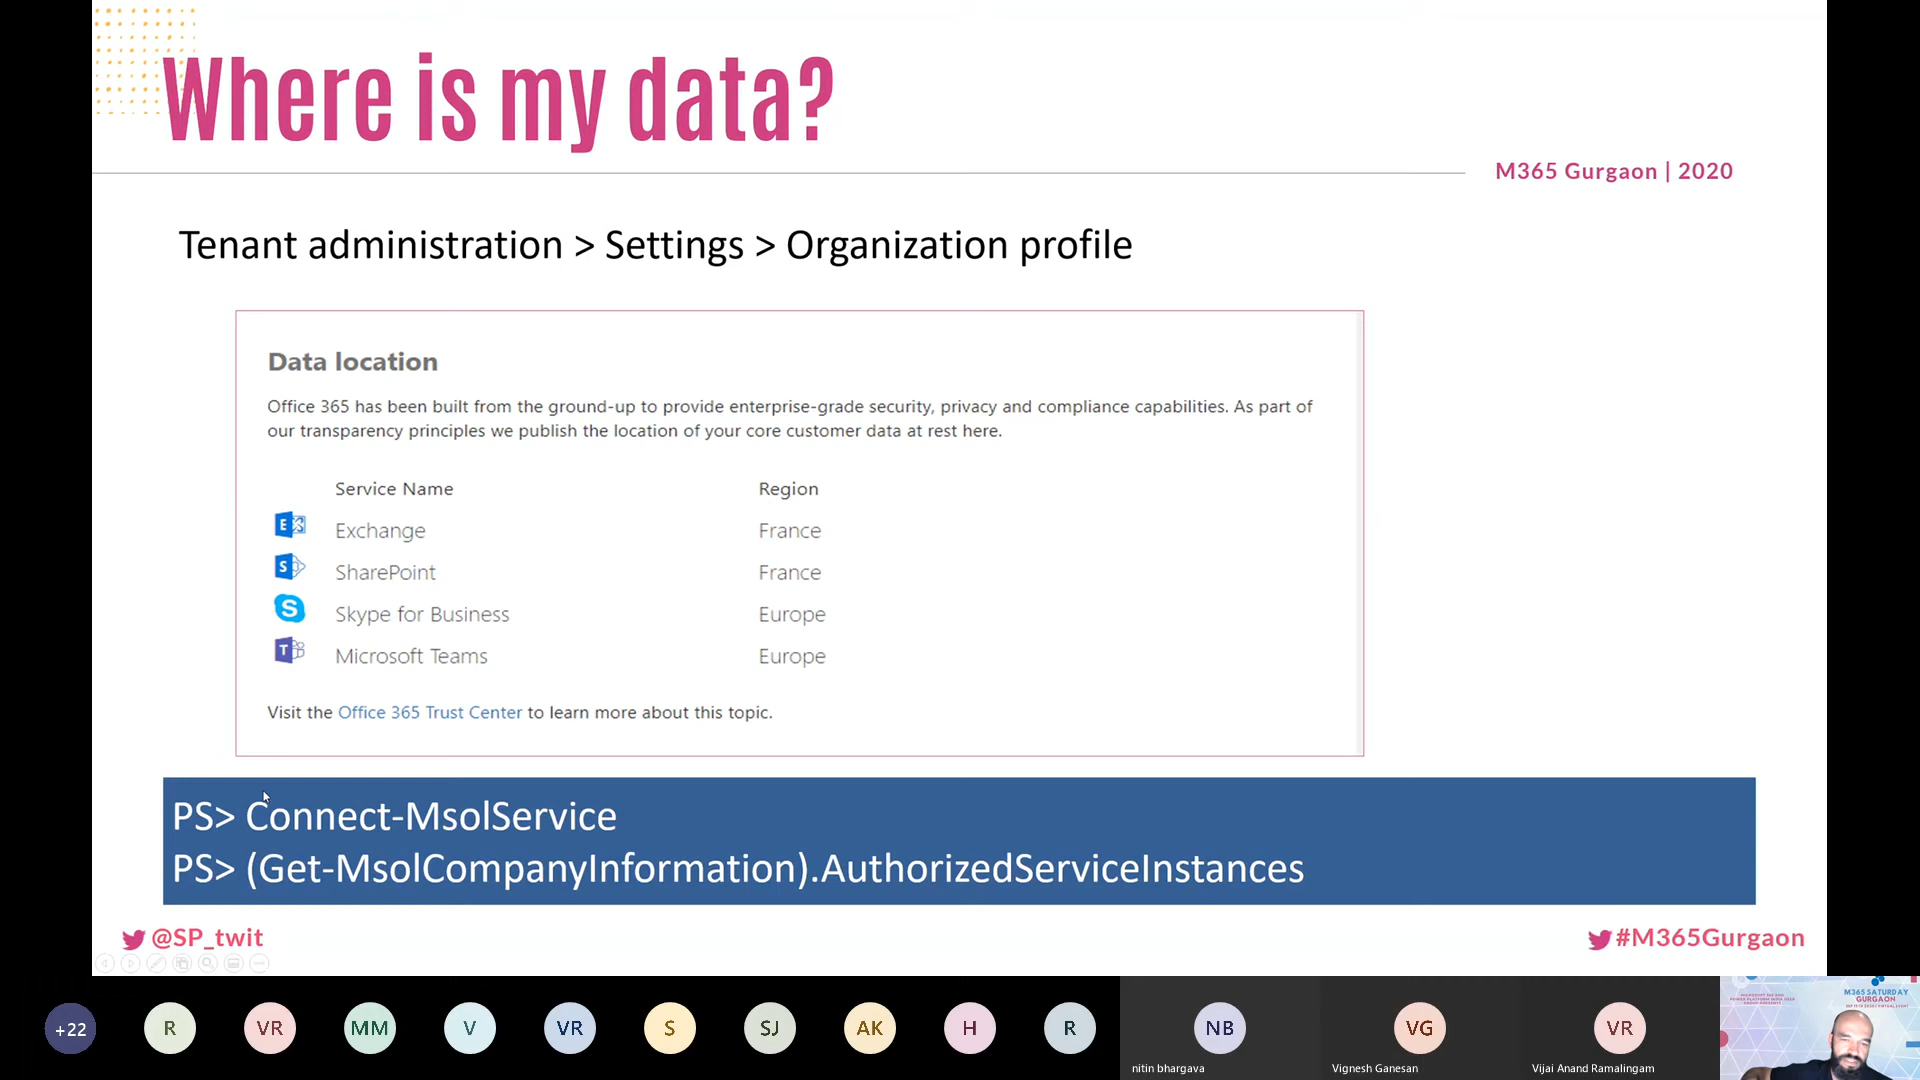 Where is my data?
M365 Gurgaon | 2020
Tenant administration > Settings > Organization profile
Data location
Office 365 has been built from the ground-up to provide enterprise-grade security, privacy and compliance capabilities. As part of
our transparency principles we publish the location of your core customer data at rest here.
Service Name Region
Exchange France
SharePoint France
Skype for Business Europe
Microsoft Teams Europe
Visit the Office 365 Trust Center to learn more about this topic.
PS> Connect-MsolService
PS> (Get-MsolCompanyInformation).AuthorizedServiceInstances
@SP_twit
#M365Gurgaon
+22 R VR MM V VR S SJ AK H R NB VG VR
nitin bhargava Vignesh Ganesan Vijai Anand Ramalingam
M365 SATURDAY
GURGAON